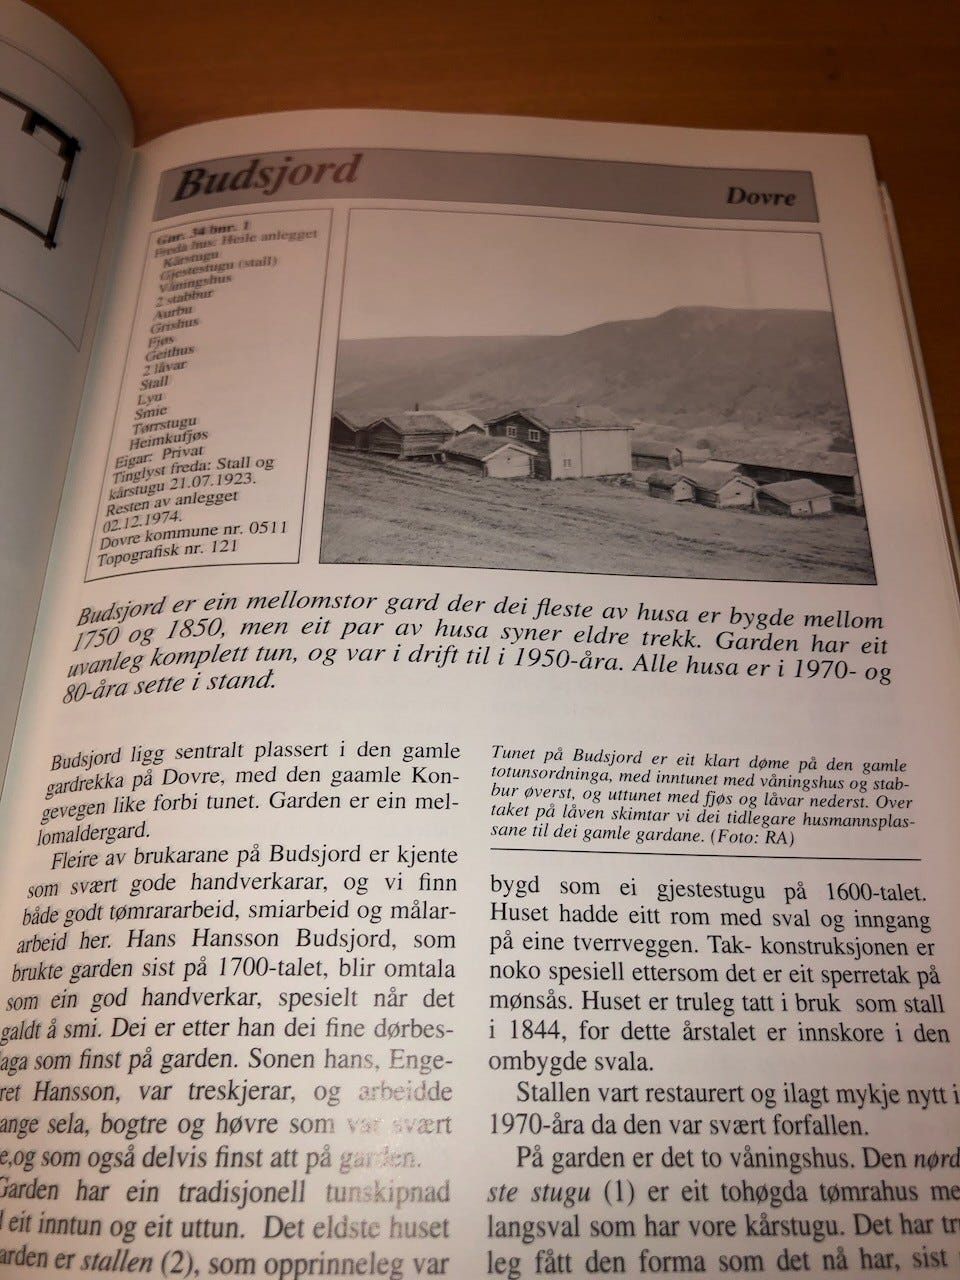 Budsjord
Dovre
Gnr. 34 bnr. 1
Freda hus: Heile anlegget
Kårstugu
Gjestestugu (stall)
Våningshus
2 stabbur
Aurbu
Grishus
Fjøs
Geithus
2 låvar
Stall
Lyu
Smie
Tørrstugu
Heimkufjøs
Eigar: Privat
Tinglyst freda: Stall og
kårstugu 21.07.1923.
Resten av anlegget
02.12.1974.
Dovre kommune nr. 0511
Topografisk nr. 121
Budsjord er ein mellomstor gard der dei fleste av husa er bygde mellom
1750 og 1850, men eit par av husa syner eldre trekk. Garden har eit
uvanleg komplett tun, og var i drift til i 1950-åra. Alle husa er i 1970- og
80-åra sette i stand.
Budsjord ligg sentralt plassert i den gamle
gardrekka på Dovre, med den gaamle Kon-
gevegen like forbi tunet. Garden er ein mel-
lomaldergard.
Fleire av brukarane på Budsjord er kjente
som svært gode handverkarar, og vi finn
både godt tømrararbeid, smiarbeid og målar-
arbeid her. Hans Hansson Budsjord, som
brukte garden sist på 1700-talet, blir omtala
som ein god handverkar, spesielt når det
galdt å smi. Dei er etter han dei fine dørbes-
laga som finst på garden. Sonen hans, Enge-
ret Hansson, var treskjerar, og arbeidde
ange sela, bogtre og høvre som var svært
e,og som også delvis finst att på garden.
Garden har ein tradisjonell tunskipnad
eit inntun og eit uttun. Det eldste huset
arden er stallen (2), som opprinneleg var
Tunet på Budsjord er eit klart døme på den gamle
totunsordninga, med inntunet med våningshus og stab-
bur øverst, og uttunet med fjøs og låvar nederst. Over
taket på låven skimtar vi dei tidlegare husmannsplas-
sane til dei gamle gardane. (Foto: RA)
bygd som ei gjestestugu på 1600-talet.
Huset hadde eitt rom med sval og inngang
på eine tverrveggen. Tak- konstruksjonen er
noko spesiell ettersom det er eit sperretak på
mønsås. Huset er truleg tatt i bruk som stall
i 1844, for dette årstalet er innskore i den
ombygde svala.
Stallen vart restaurert og ilagt mykje nytt i
1970-åra da den var svært forfallen.
På garden er det to våningshus. Den nørd
ste stugu (1) er eit tohøgda tømrahus me
langsval som har vore kårstugu. Det har tru
leg fått den forma som det nå har, sist